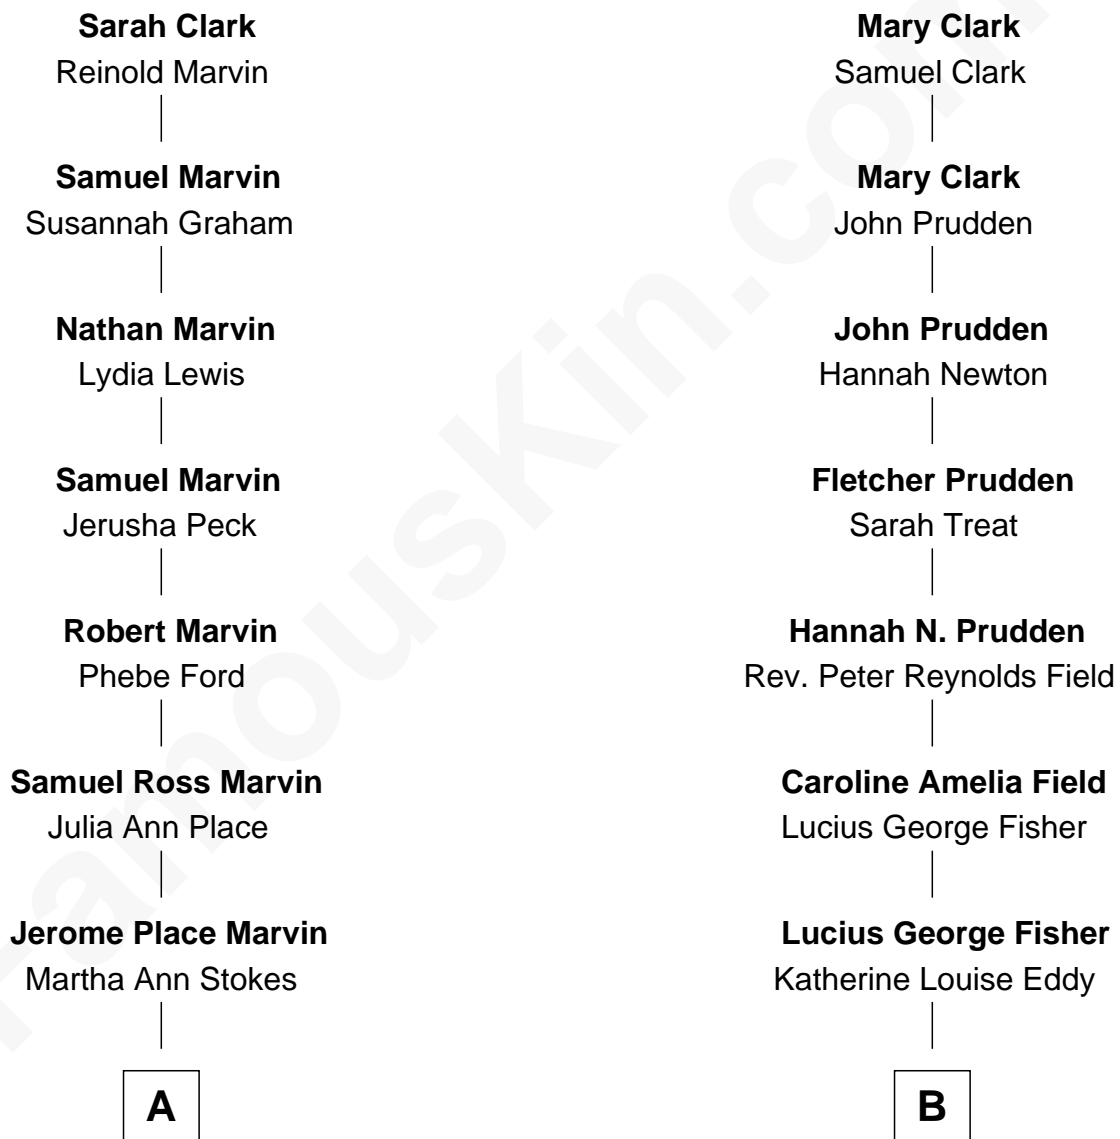 Sarah Clark
Reinold Marvin
Samuel Marvin
Susannah Graham
Nathan Marvin
Lydia Lewis
Samuel Marvin
Jerusha Peck
Robert Marvin
Phebe Ford
Samuel Ross Marvin
Julia Ann Place
Jerome Place Marvin
Martha Ann Stokes
A
Mary Clark
Samuel Clark
Mary Clark
John Prudden
John Prudden
Hannah Newton
Fletcher Prudden
Sarah Treat
Hannah N. Prudden
Rev. Peter Reynolds Field
Caroline Amelia Field
Lucius George Fisher
Lucius George Fisher
Katherine Louise Eddy
B
FamousKin.com